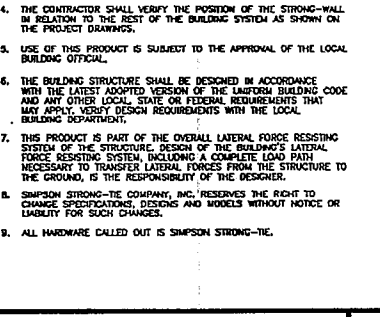 4. THE CONTRACTOR SHALL VERIFY THE POSITION OF THE STRONG-WALL
IN RELATION TO THE REST OF THE BUILDING SYSTEM AS SHOWN ON
THE PROJECT DRAWINGS.
5. USE OF THIS PRODUCT IS SUBJECT TO THE APPROVAL OF THE LOCAL
BUILDING OFFICIAL.
6. THE BUILDING STRUCTURE SHALL BE DESIGNED IN ACCORDANCE
WITH THE LATEST ADOPTED VERSION OF THE UNIFORM BUILDING CODE
AND ANY OTHER LOCAL, STATE OR FEDERAL REQUIREMENTS THAT
MAY APPLY. VERIFY DESIGN REQUIREMENTS WITH THE LOCAL
BUILDING DEPARTMENT.
7. THIS PRODUCT IS PART OF THE OVERALL LATERAL FORCE RESISTING
SYSTEM OF THE STRUCTURE. DESIGN OF THE BUILDING'S LATERAL
FORCE RESISTING SYSTEM, INCLUDING A COMPLETE LOAD PATH
NECESSARY TO TRANSFER LATERAL FORCES FROM THE STRUCTURE TO
THE GROUND, IS THE RESPONSIBILITY OF THE DESIGNER.
8. SIMPSON STRONG-TIE COMPANY, INC. RESERVES THE RIGHT TO
CHANGE SPECIFICATIONS, DESIGNS AND MODELS WITHOUT NOTICE OR
LIABILITY FOR SUCH CHANGES.
9. ALL HARDWARE CALLED OUT IS SIMPSON STRONG-TIE.